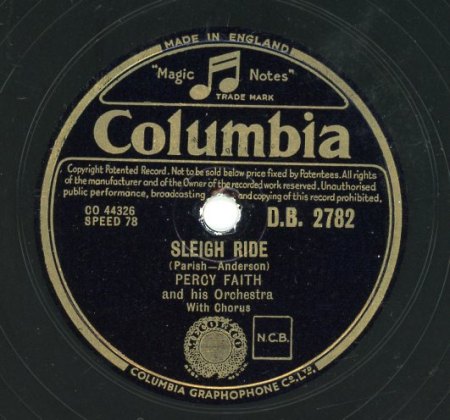 MADE IN ENGLAND
"Magic Notes"
TRADE MARK
Columbia
Copyright Patented Record. Not to be sold below price fixed by Patentees. All rights
of the manufacturer and of the Owner of the recorded work reserved. Unauthorised
public performance, broadcasting and copying of this record prohibited.
CO 44326
SPEED 78
D.B. 2782
SLEIGH RIDE
(Parish-Anderson)
PERCY FAITH
and his Orchestra
With Chorus
N.C.B.
COLUMBIA GRAPHOPHONE Co. LTD.